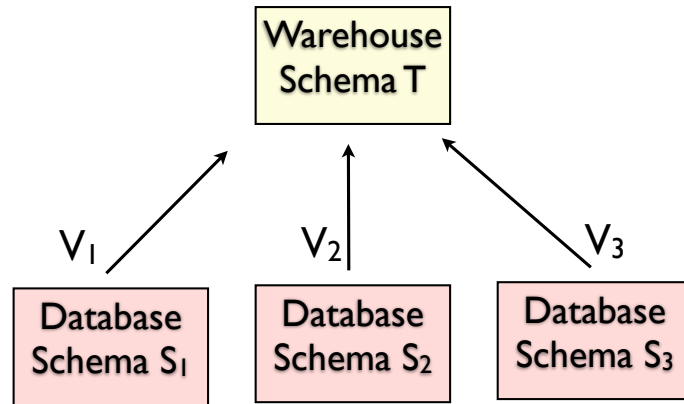 Warehouse
Schema T
V₁
V₂
V₃
Database
Schema S₁
Database
Schema S₂
Database
Schema S₃